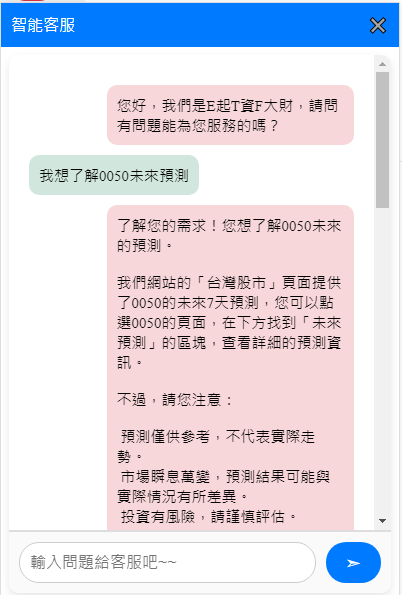 智能客服
您好，我們是E起T資F大財，請問
有問題能為您服務的嗎？
我想了解0050未來預測
了解您的需求！您想了解0050未來
的預測。
我們網站的「台灣股市」頁面提供
了0050的未來7天預測，您可以點
選0050的頁面，在下方找到「未來
預測」的區塊，查看詳細的預測資
訊。
不過，請您注意：
預測僅供參考，不代表實際走
勢。
市場瞬息萬變，預測結果可能與
實際情況有所差異。
投資有風險，請謹慎評估。
輸入問題給客服吧~~